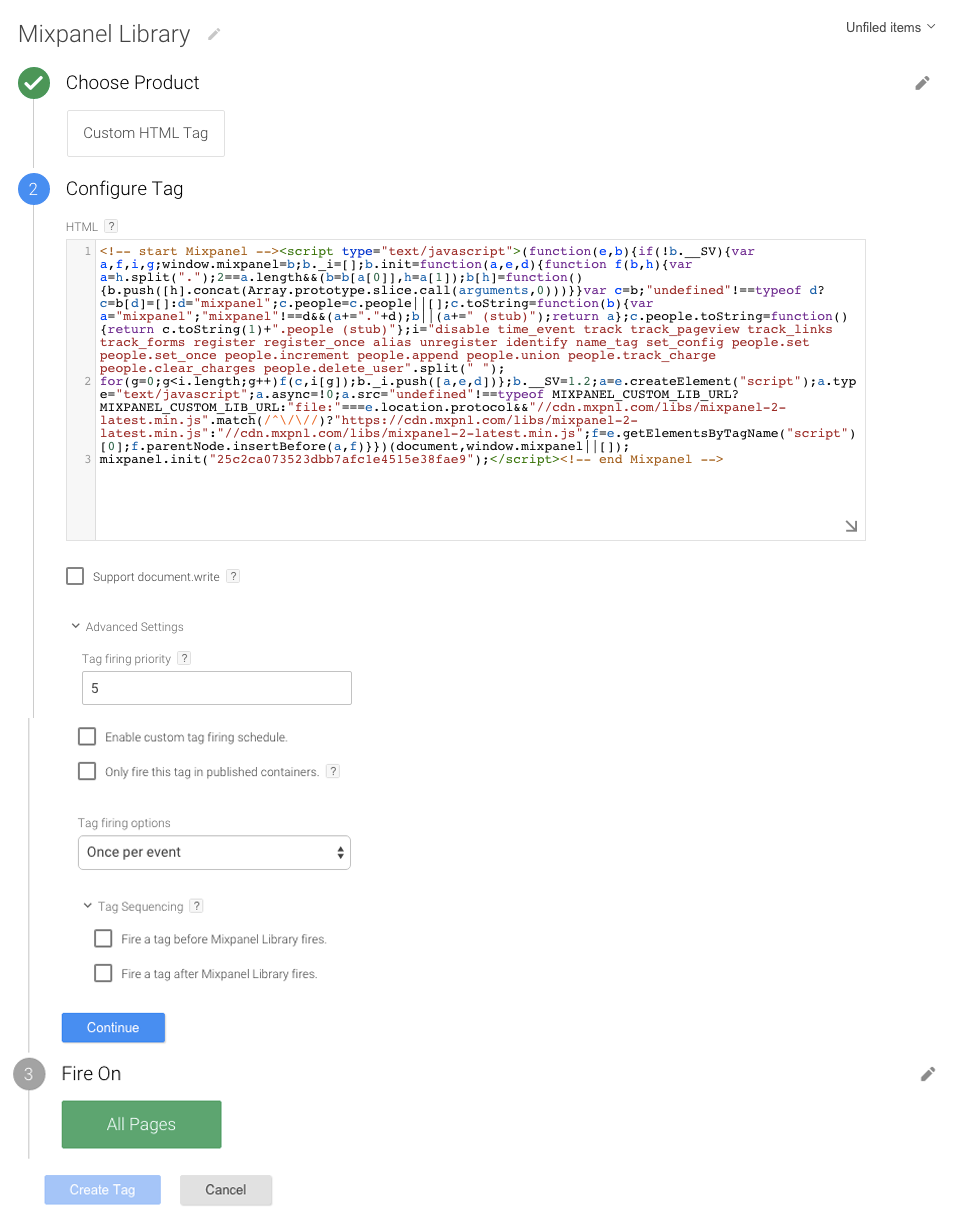 Mixpanel Library
Unfiled items
Choose Product
Custom HTML Tag
2
Configure Tag
HTML ?
1 <!-- start Mixpanel --><script type="text/javascript">(function(e,b){if(!b.__SV){var
a,f,i,g;window.mixpanel=b;b._i=[];b.init=function(a,e,d){function f(b,h){var
a=h.split(".");2==a.length&&(b=b[a[0]],h=a[1]);b[h]=function()
{b.push([h].concat(Array.prototype.slice.call(arguments,0)))}}var c=b;"undefined"!==typeof d?
c=b[d]=[]:d="mixpanel";c.people=c.people||[];c.toString=function(b){var
a="mixpanel";"mixpanel"!==d&&(a+="."+d);b||(a+=" (stub)");return a};c.people.toString=function()
{return c.toString(1)+".people (stub)"};i="disable time_event track track_pageview track_links
track_forms register register_once alias unregister identify name_tag set_config people.set
people.set_once people.increment people.append people.union people.track_charge
people.clear_charges people.delete_user".split(" ");
2 for(g=0;g<i.length;g++)f(c,i[g]);b._i.push([a,e,d])};b.__SV=1.2;a=e.createElement("script");a.typ
e="text/javascript";a.async=!0;a.src="undefined"!==typeof MIXPANEL_CUSTOM_LIB_URL?
MIXPANEL_CUSTOM_LIB_URL:"file:"===e.location.protocol&&"//cdn.mxpnl.com/libs/mixpanel-2-
latest.min.js".match(/^\/\//)?"https://cdn.mxpnl.com/libs/mixpanel-2-
latest.min.js":"//cdn.mxpnl.com/libs/mixpanel-2-latest.min.js";f=e.getElementsByTagName("script")
[0];f.parentNode.insertBefore(a,f)}})(document,window.mixpanel||[]);
3 mixpanel.init("25c2ca073523dbb7afc1e4515e38fae9");</script><!-- end Mixpanel -->
Support document.write ?
Advanced Settings
Tag firing priority ?
5
Enable custom tag firing schedule.
Only fire this tag in published containers. ?
Tag firing options
Once per event
Tag Sequencing ?
Fire a tag before Mixpanel Library fires.
Fire a tag after Mixpanel Library fires.
Continue
3
Fire On
All Pages
Create Tag
Cancel